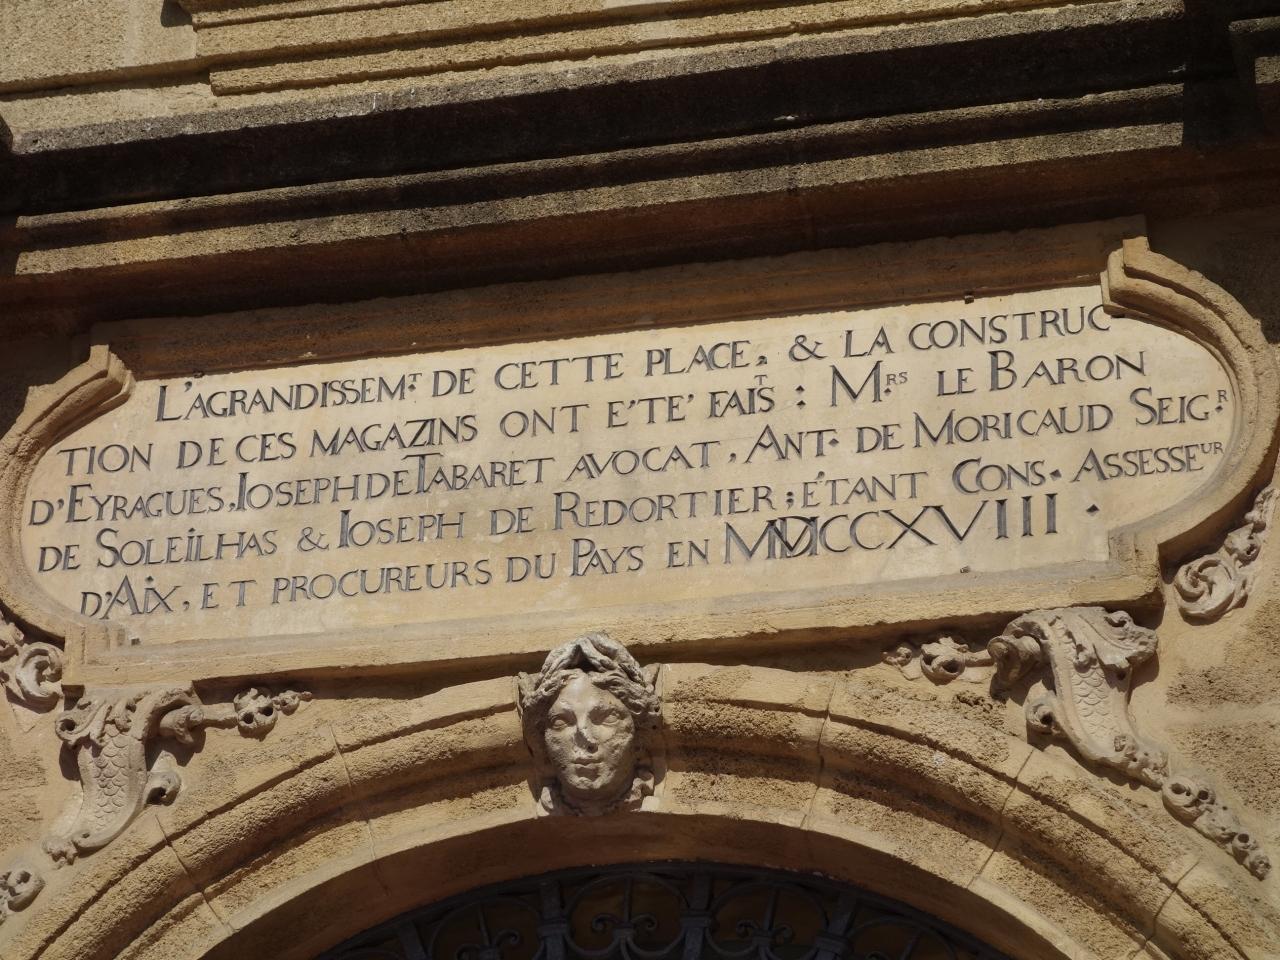 L'AGRANDISSEMT. DE CETTE PLACE, & LA CONSTRUC
TION DE CES MAGAZINS ONT E'TE' FAITS : MRS. LE BARON
D'EYRAGUES, IOSEPH DE TABARET AVOCAT, ANT. DE MORICAUD SEIGR.
DE SOLEILHAS & IOSEPH DE REDORTIER ; E'TANT CONS. ASSESSEUR
D'AIX, ET PROCUREURS DU PAYS EN MDCCXVIII.